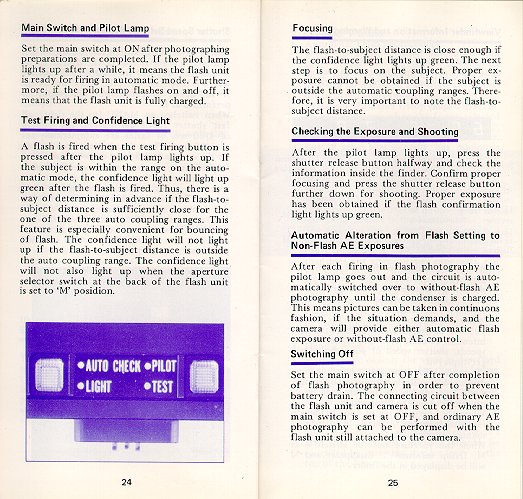 Main Switch and Pilot Lamp
Set the main switch at ON after photographing
preparations are completed. If the pilot lamp
lights up after a while, it means the flash unit
is ready for firing in automatic mode. Further-
more, if the pilot lamp flashes on and off, it
means that the flash unit is fully charged.
Test Firing and Confidence Light
A flash is fired when the test firing button is
pressed after the pilot lamp lights up. If
the subject is within the range on the auto-
matic mode, the confidence light will light up
green after the flash is fired. Thus, there is a
way of determining in advance if the flash-to-
subject distance is sufficiently close for the
one of the three auto coupling ranges. This
feature is especially convenient for bouncing
of flash. The confidence light will not light
up if the flash-to-subject distance is outside
the auto coupling range. The confidence light
will not also light up when the aperture
selector switch at the back of the flash unit
is set to 'M' posidion.
•AUTO CHECK •PILOT
•LIGHT •TEST
24
Focusing
The flash-to-subject distance is close enough if
the confidence light lights up green. The next
step is to focus on the subject. Proper ex-
posure cannot be obtained if the subject is
outside the automatic coupling ranges. There-
fore, it is very important to note the flash-to-
subject distance.
Checking the Exposure and Shooting
After the pilot lamp lights up, press the
shutter release button halfway and check the
information inside the finder. Confirm proper
focusing and press the shutter release button
further down for shooting. Proper exposure
has been obtained if the flash confirmation
light lights up green.
Automatic Alteration from Flash Setting to
Non-Flash AE Exposures
After each firing in flash photography the
pilot lamp goes out and the circuit is auto-
matically switched over to without-flash AE
photography until the condenser is charged.
This means pictures can be taken in continuons
fashion, if the situation demands, and the
camera will provide either automatic flash
exposure or without-flash AE control.
Switching Off
Set the main switch at OFF after completion
of flash photography in order to prevent
battery drain. The connecting circuit between
the flash unit and camera is cut off when the
main switch is set at OFF, and ordinary AE
photography can be performed with the
flash unit still attached to the camera.
25